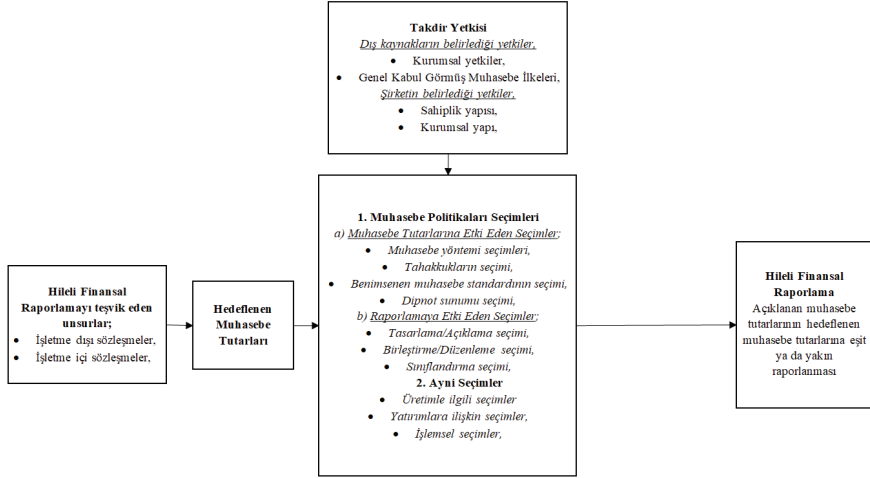 Takdir Yetkisi
Dış kaynakların belirlediği yetkiler,
• Kurumsal yetkiler,
• Genel Kabul Görmüş Muhasebe İlkeleri,
Şirketin belirlediği yetkiler,
• Sahiplik yapısı,
• Kurumsal yapı,
Hileli Finansal
Raporlamayı teşvik eden
unsurlar;
• İşletme dışı sözleşmeler,
• İşletme içi sözleşmeler,
Hedeflenen
Muhasebe
Tutarları
1. Muhasebe Politikaları Seçimleri
a) Muhasebe Tutarlarına Etki Eden Seçimler;
• Muhasebe yöntemi seçimleri,
• Tahakkukların seçimi,
• Benimsenen muhasebe standardının seçimi,
• Dipnot sunumu seçimi,
b) Raporlamaya Etki Eden Seçimler;
• Tasarlama/Açıklama seçimi,
• Birleştirme/Düzenleme seçimi,
• Sınıflandırma seçimi,
2. Ayni Seçimler
• Üretimle ilgili seçimler
• Yatırımlara ilişkin seçimler,
• İşlemsel seçimler,
Hileli Finansal
Raporlama
Açıklanan muhasebe
tutarlarının hedeflenen
muhasebe tutarlarına eşit
ya da yakın
raporlanması